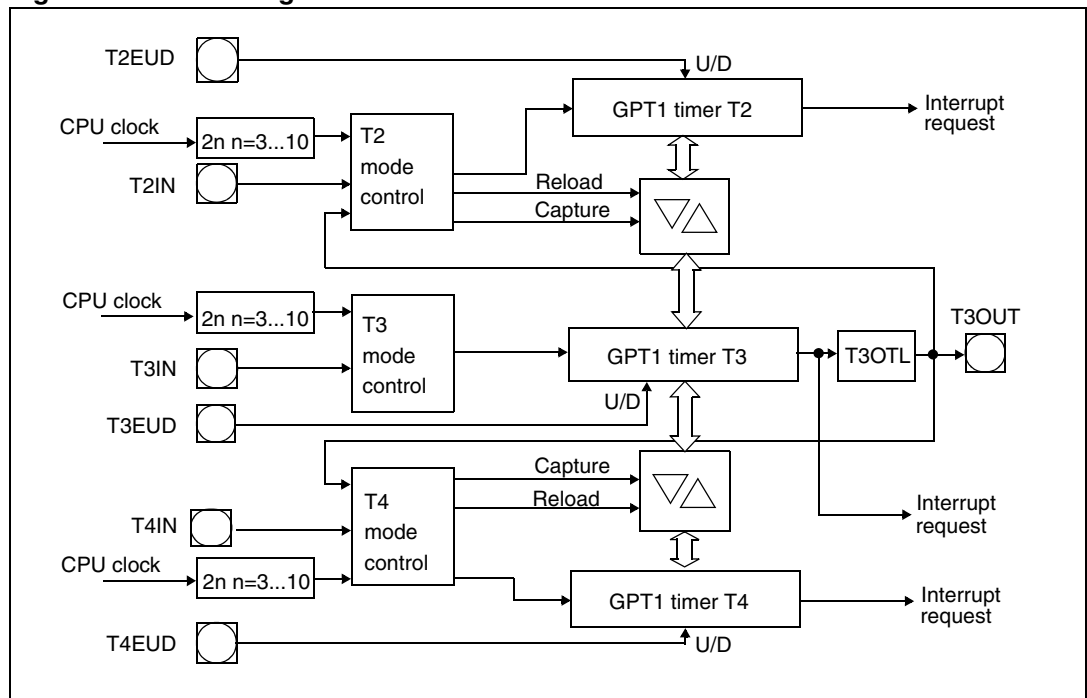 T2EUD
U/D
GPT1 timer T2
Interrupt
request
CPU clock
2n n=3...10
T2
mode
control
T2IN
Reload
Capture
CPU clock
2n n=3...10
T3
mode
control
T3IN
GPT1 timer T3
T3OTL
T3OUT
U/D
T3EUD
Capture
Reload
T4
mode
control
T4IN
Interrupt
request
CPU clock
2n n=3...10
GPT1 timer T4
Interrupt
request
T4EUD
U/D